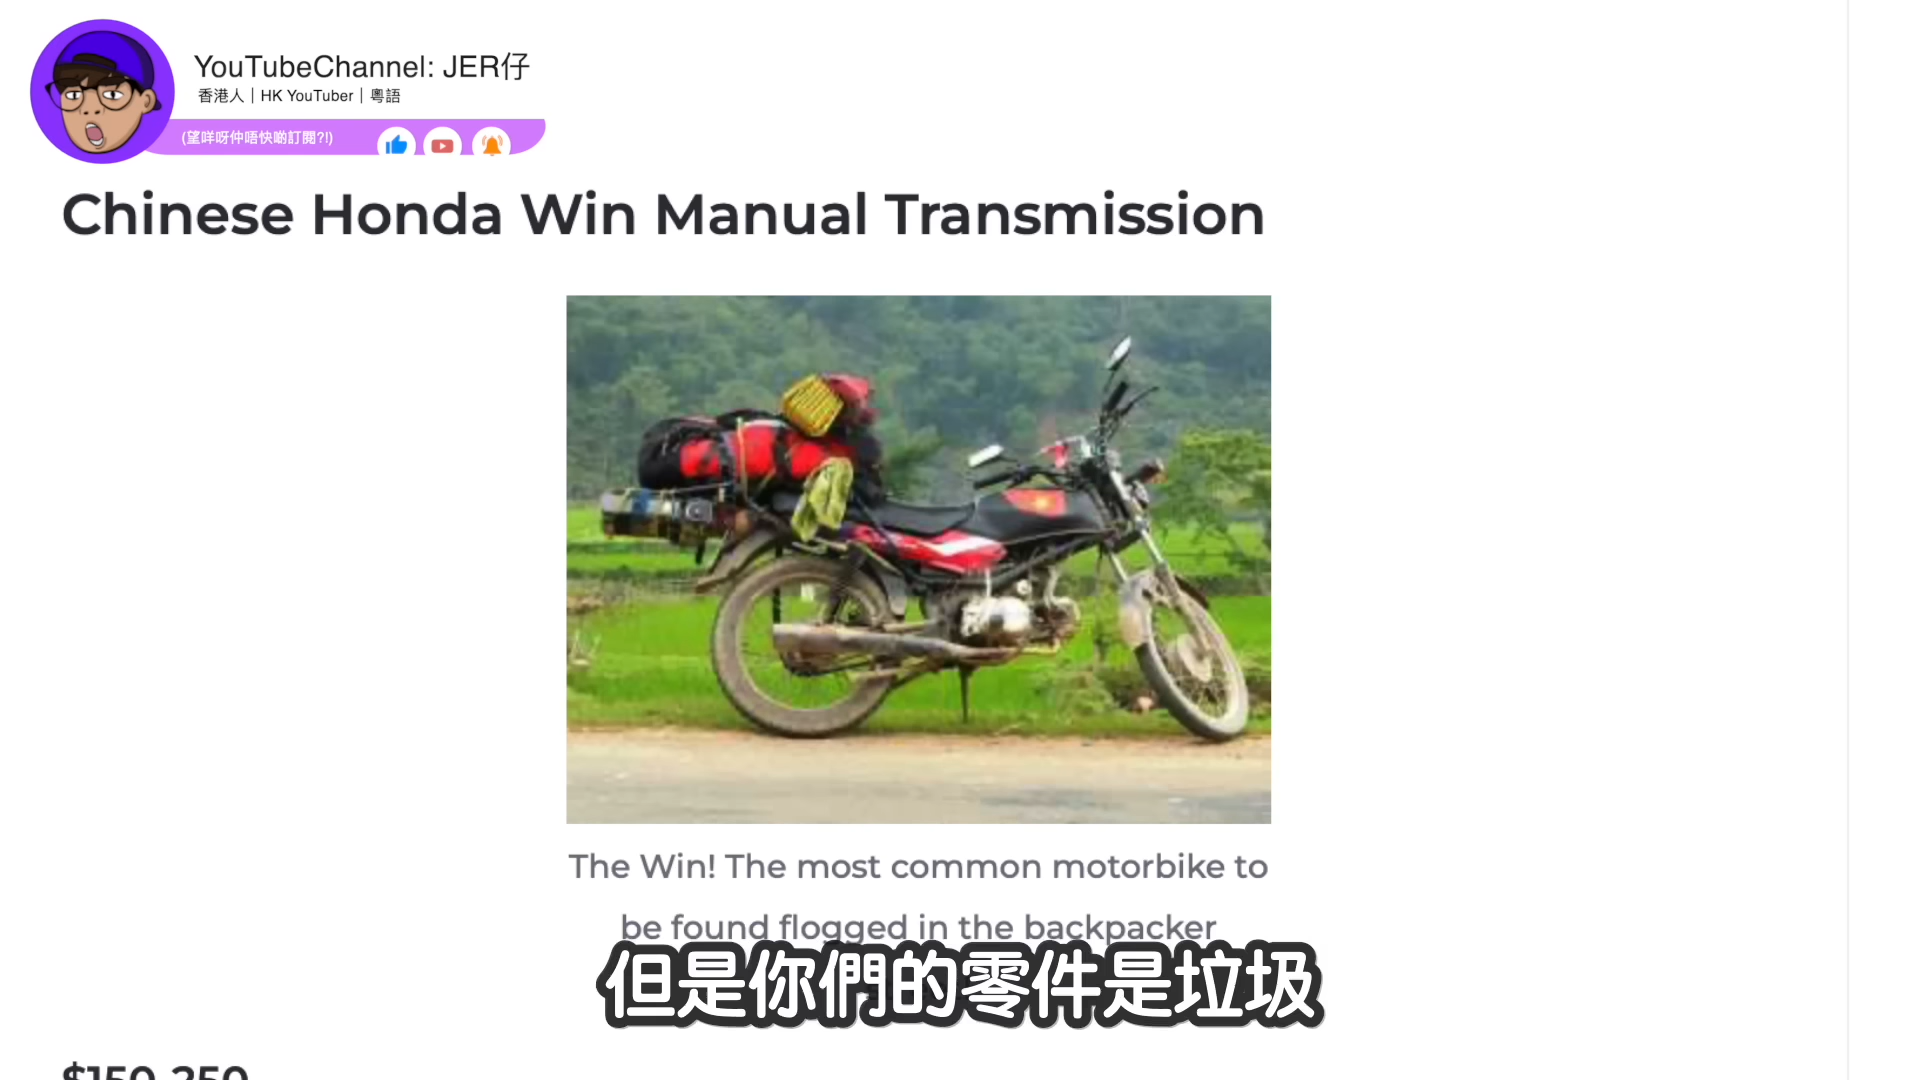 YouTubeChannel: JER仔
香港人｜HK YouTuber｜粵語
(望咩呀仲唔快啲訂閱?!)
Chinese Honda Win Manual Transmission
The Win! The most common motorbike to
be found flogged in the backpacker
但是你們的零件是垃圾
$150-250